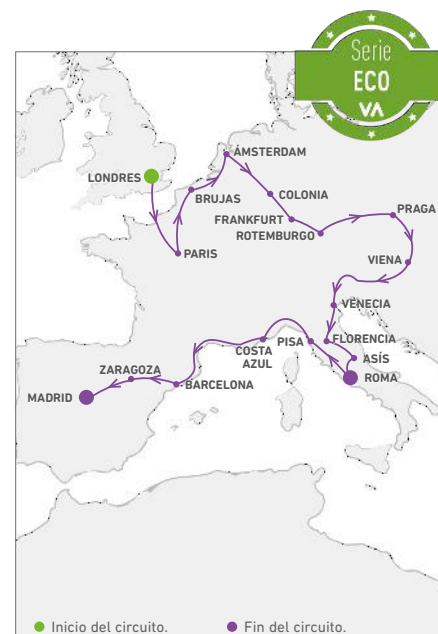 Serie
ECO
VA
ÁMSTERDAM
LONDRES
COLONIA
BRUJAS
PRAGA
FRANKFURT
ROTEMBURGO
PARIS
VIENA
VENECIA
FLORENCIA
PISA
COSTA
AZUL
ASÍS
ZARAGOZA
ROMA
BARCELONA
MADRID
Inicio del circuito.
Fin del circuito.